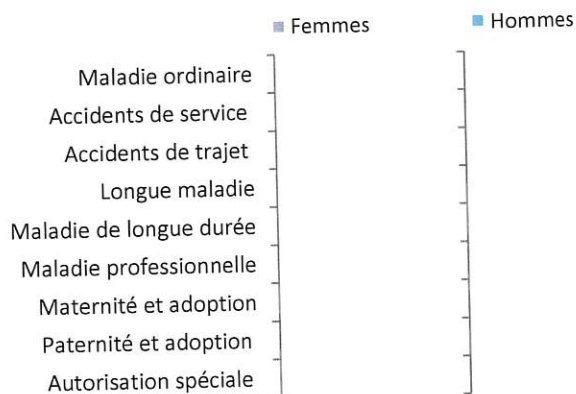 Femmes
Hommes
Maladie ordinaire
Accidents de service
Accidents de trajet
Longue maladie
Maladie de longue durée
Maladie professionnelle
Maternité et adoption
Paternité et adoption
Autorisation spéciale